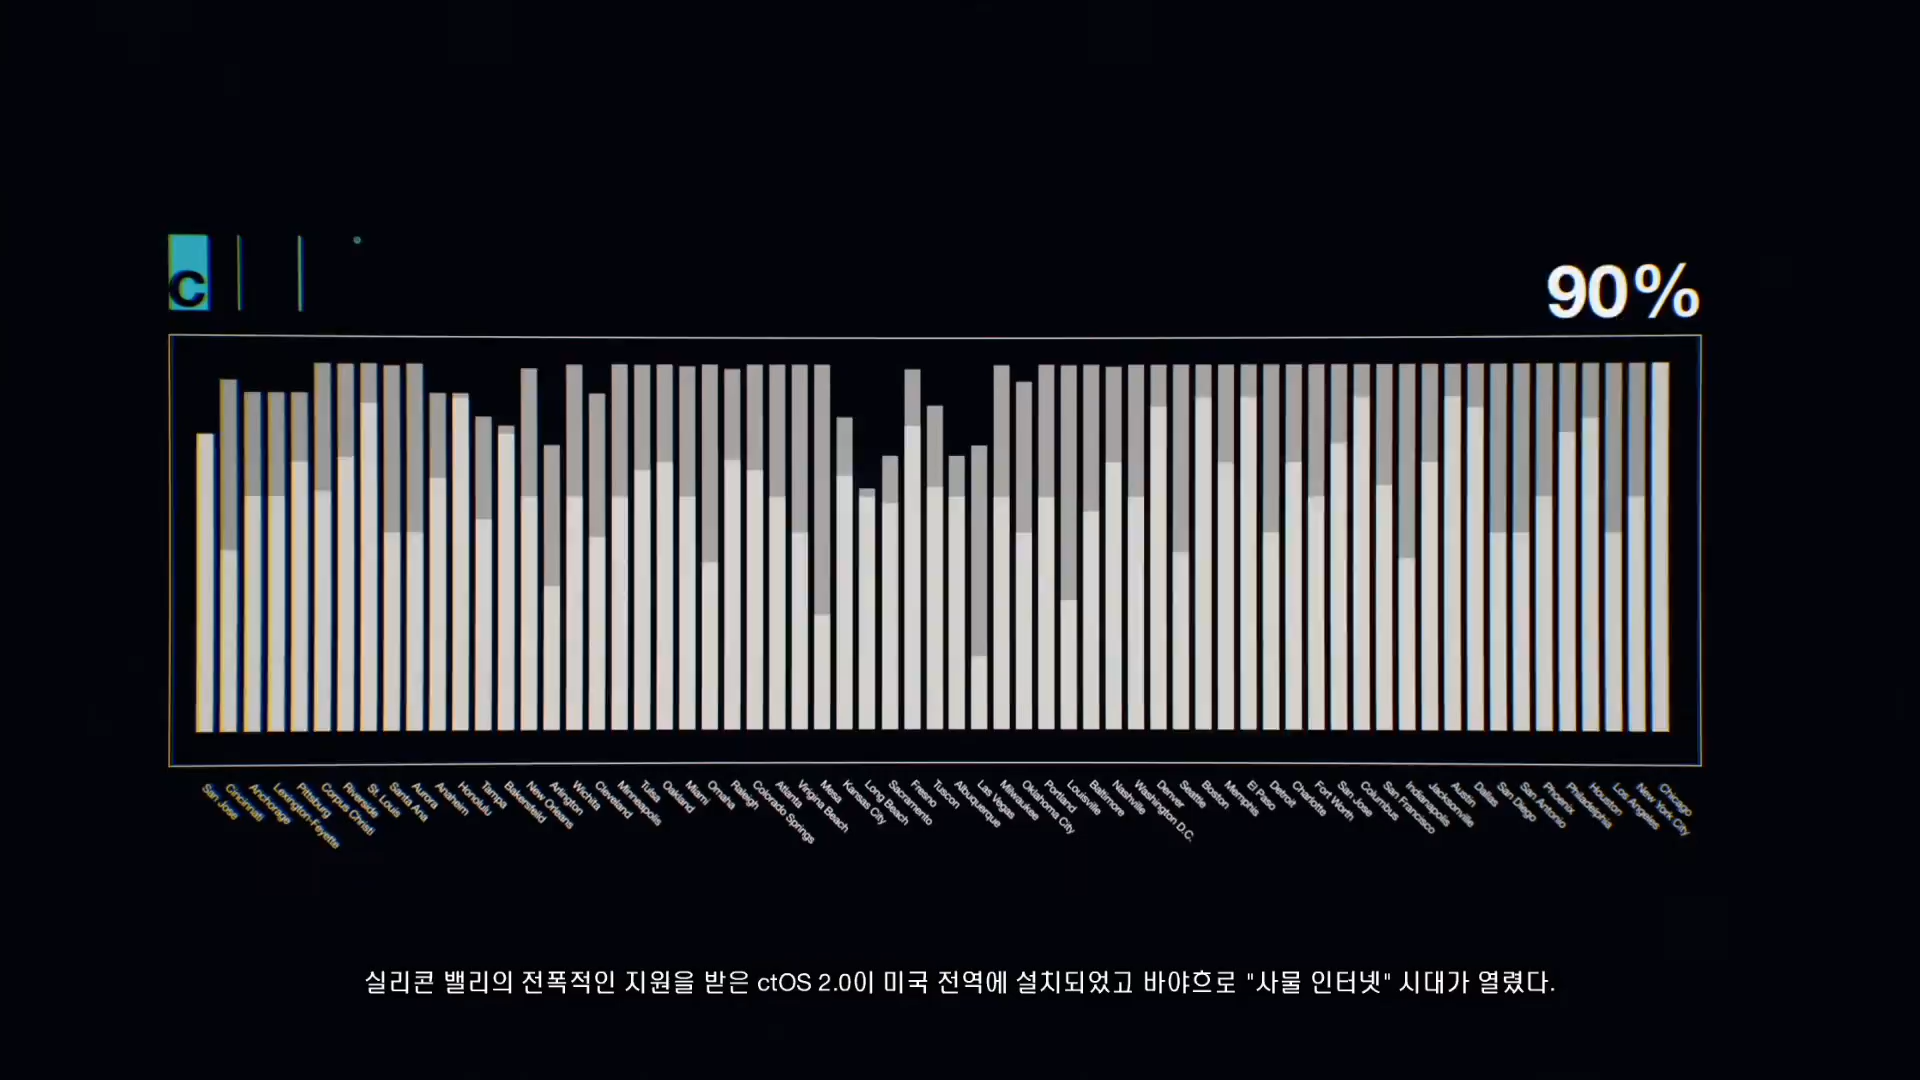 C
90%
San Jose
Cincinnati
Anchorage
Lexington-Feyette
Pittsburg
Corpus Christi
Riverside
St. Louis
Santa Ana
Aurora
Anaheim
Honolulu
Tampa
Bakersfield
New Orleans
Arlington
Wichita
Cleveland
Minneapolis
Tulsa
Oakland
Miami
Omaha
Raleigh
Colorado Springs
Atlanta
Virgina Beach
Mesa
Kansas City
Long Beach
Sacramento
Fresno
Tuscon
Albuquerque
Las Vegas
Milwaukee
Oklahoma City
Portland
Louisville
Baltimore
Nashville
Washington D.C.
Denver
Seattle
Boston
Memphis
El Paso
Detroit
Charlotte
Fort Worth
San Jose
Columbus
San Francisco
Indianapolis
Jacksonville
Austin
Dallas
San Diego
San Antonio
Phoenix
Philadelphia
Houston
Los Angeles
New York City
Chicago
실리콘 밸리의 전폭적인 지원을 받은 ctOS 2.0이 미국 전역에 설치되었고 바야흐로 "사물 인터넷" 시대가 열렸다.